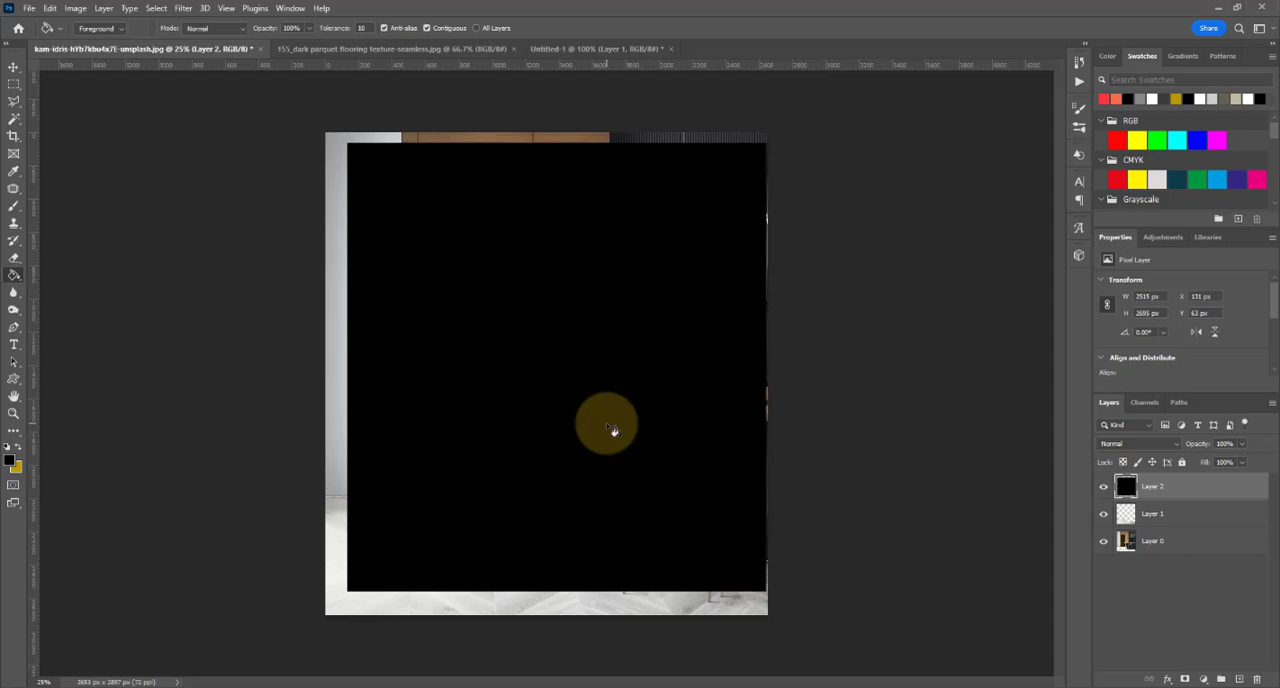 Ps File Edit Image Layer Type Select Filter 3D View Plugins Window Help
Foreground Mode: Normal Opacity: 100% Tolerance: 10 Anti-alias Contiguous All Layers Share
kam-idris-hYb7kbu4x7E-unsplash.jpg @ 25% (Layer 2, RGB/8) * × 155_dark parquet flooring texture-seamless.jpg @ 66.7% (RGB/8#) × Untitled-1 @ 100% (Layer 1, RGB/8#) * ×
Color Swatches Gradients Patterns
Search Swatches
RGB
CMYK
Grayscale
Properties Adjustments Libraries
Pixel Layer
Transform
W 2515 px X 131 px
H 2695 px Y 63 px
0.00°
Align and Distribute
Align:
Layers Channels Paths
Kind
Normal Opacity: 100%
Lock: Fill: 100%
Layer 2
Layer 1
Layer 0
25% 2653 px x 2897 px (72 ppi)